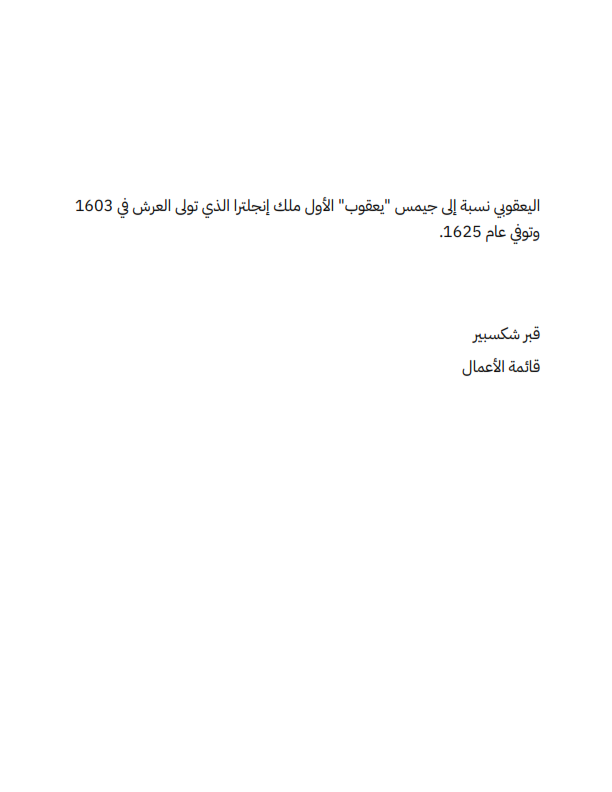 اليعقوبي نسبة إلى جيمس "يعقوب" الأول ملك إنجلترا الذي تولى العرش في 1603
وتوفي عام 1625.
قبر شكسبير
قائمة الأعمال